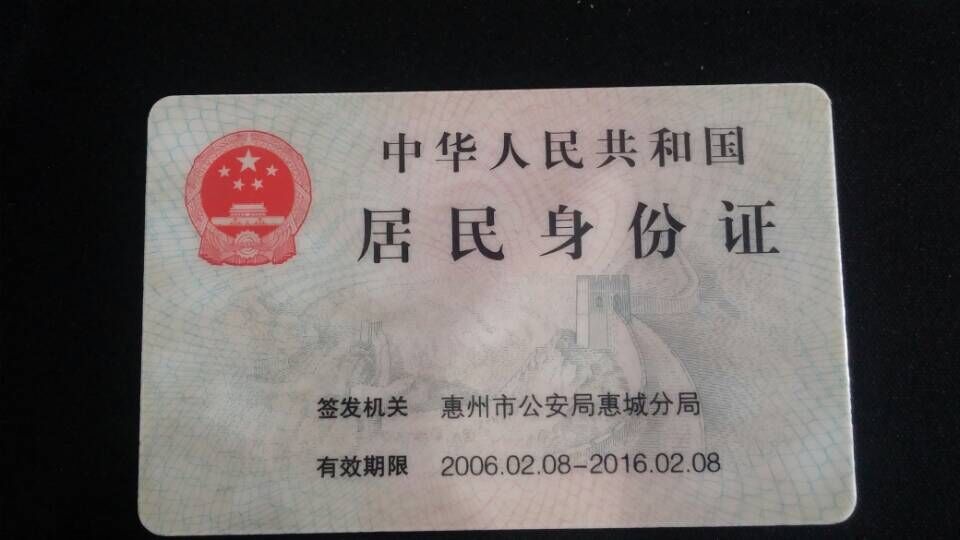 中华人民共和国
居民身份证
签发机关 惠州市公安局惠城分局
有效期限 2006.02.08-2016.02.08